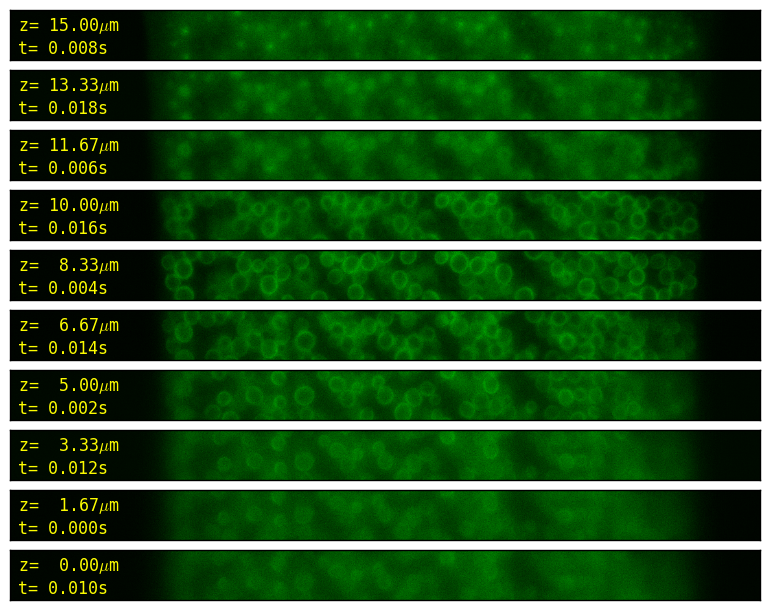 z= 15.00μm
t= 0.008s
z= 13.33μm
t= 0.018s
z= 11.67μm
t= 0.006s
z= 10.00μm
t= 0.016s
z= 8.33μm
t= 0.004s
z= 6.67μm
t= 0.014s
z= 5.00μm
t= 0.002s
z= 3.33μm
t= 0.012s
z= 1.67μm
t= 0.000s
z= 0.00μm
t= 0.010s